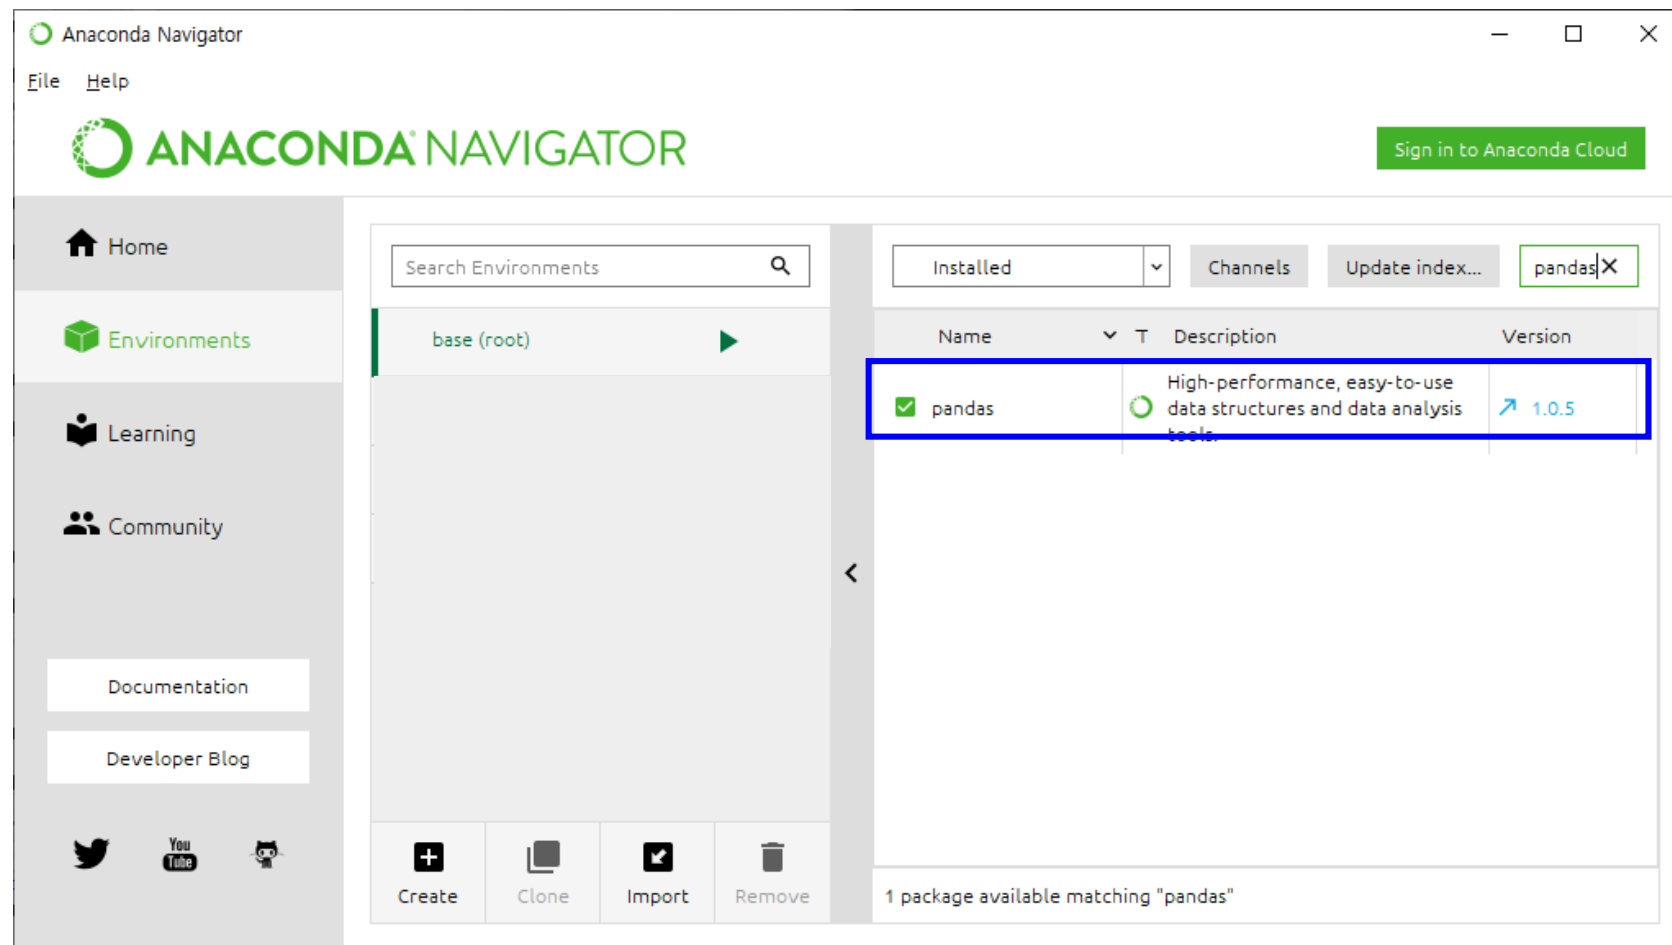 Anaconda Navigator
File Help
ANACONDA NAVIGATOR
Sign in to Anaconda Cloud
Home
Environments
Learning
Community
Documentation
Developer Blog
You
Tube
Search Environments
base (root)
Create Clone Import Remove
Installed Channels Update index... pandas
Name T Description Version
pandas High-performance, easy-to-use
data structures and data analysis
tools. 1.0.5
1 package available matching "pandas"